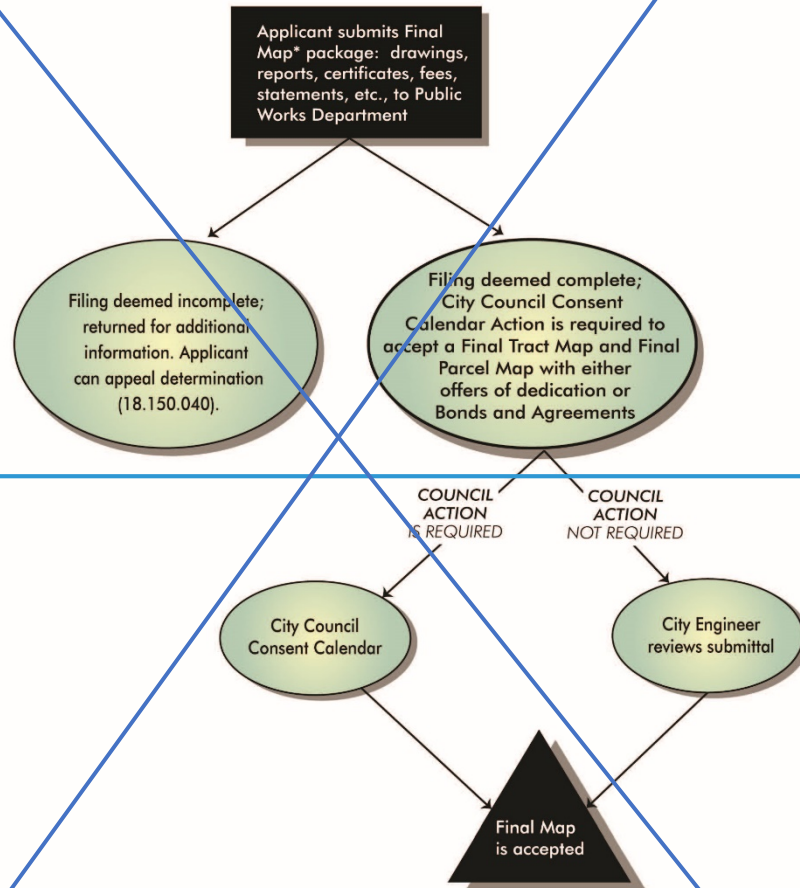 Applicant submits Final
Map* package: drawings,
reports, certificates, fees,
statements, etc., to Public
Works Department
Filing deemed incomplete;
returned for additional
information. Applicant
can appeal determination
(18.150.040).
Filing deemed complete;
City Council Consent
Calendar Action is required to
accept a Final Tract Map and Final
Parcel Map with either
offers of dedication or
Bonds and Agreements
COUNCIL
ACTION
IS REQUIRED
COUNCIL
ACTION
NOT REQUIRED
City Council
Consent Calendar
City Engineer
reviews submittal
Final Map
is accepted